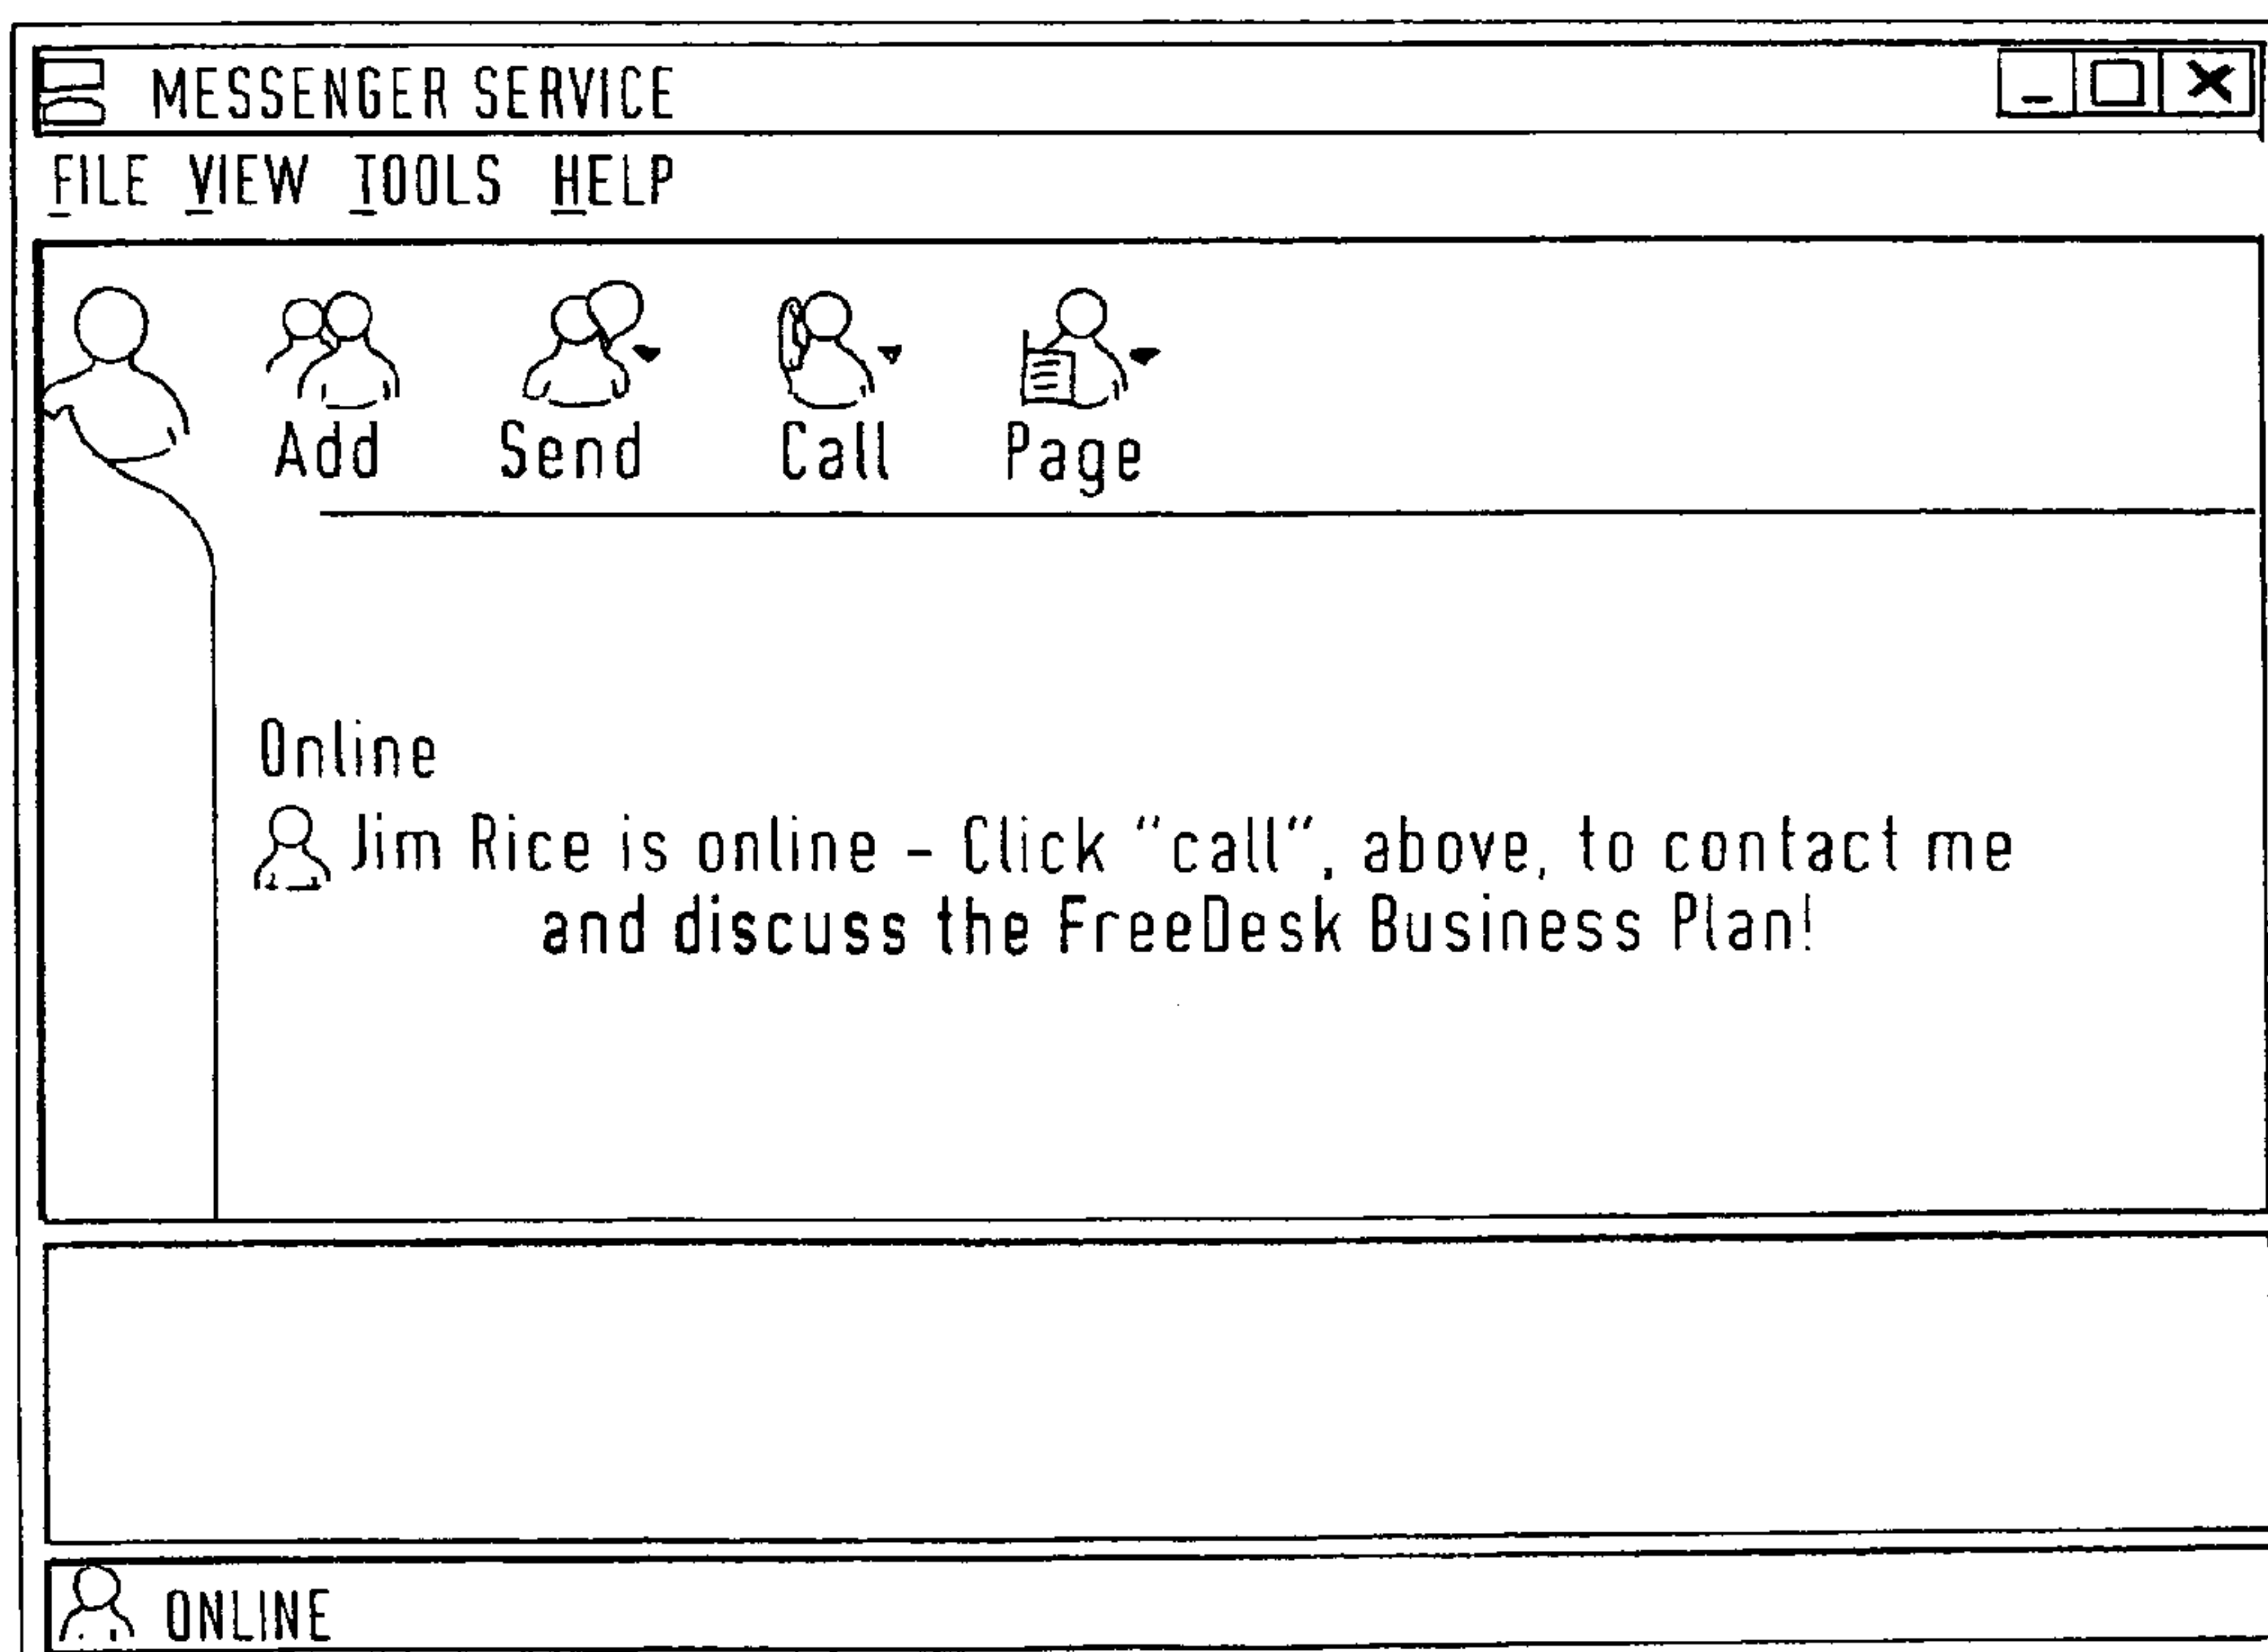 MESSENGER SERVICE
FILE VIEW TOOLS HELP
Add Send Call Page
Online
Jim Rice is online - Click “call“, above, to contact me
and discuss the FreeDesk Business Plan!
ONLINE